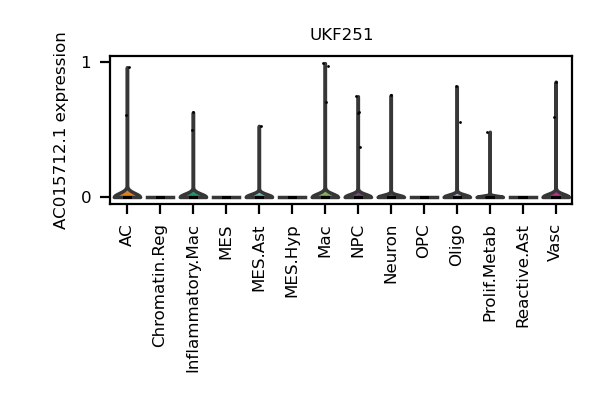 UKF251
AC015712.1 expression
1
0
AC
Chromatin.Reg
Inflammatory.Mac
MES
MES.Ast
MES.Hyp
Mac
NPC
Neuron
OPC
Oligo
Prolif.Metab
Reactive.Ast
Vasc